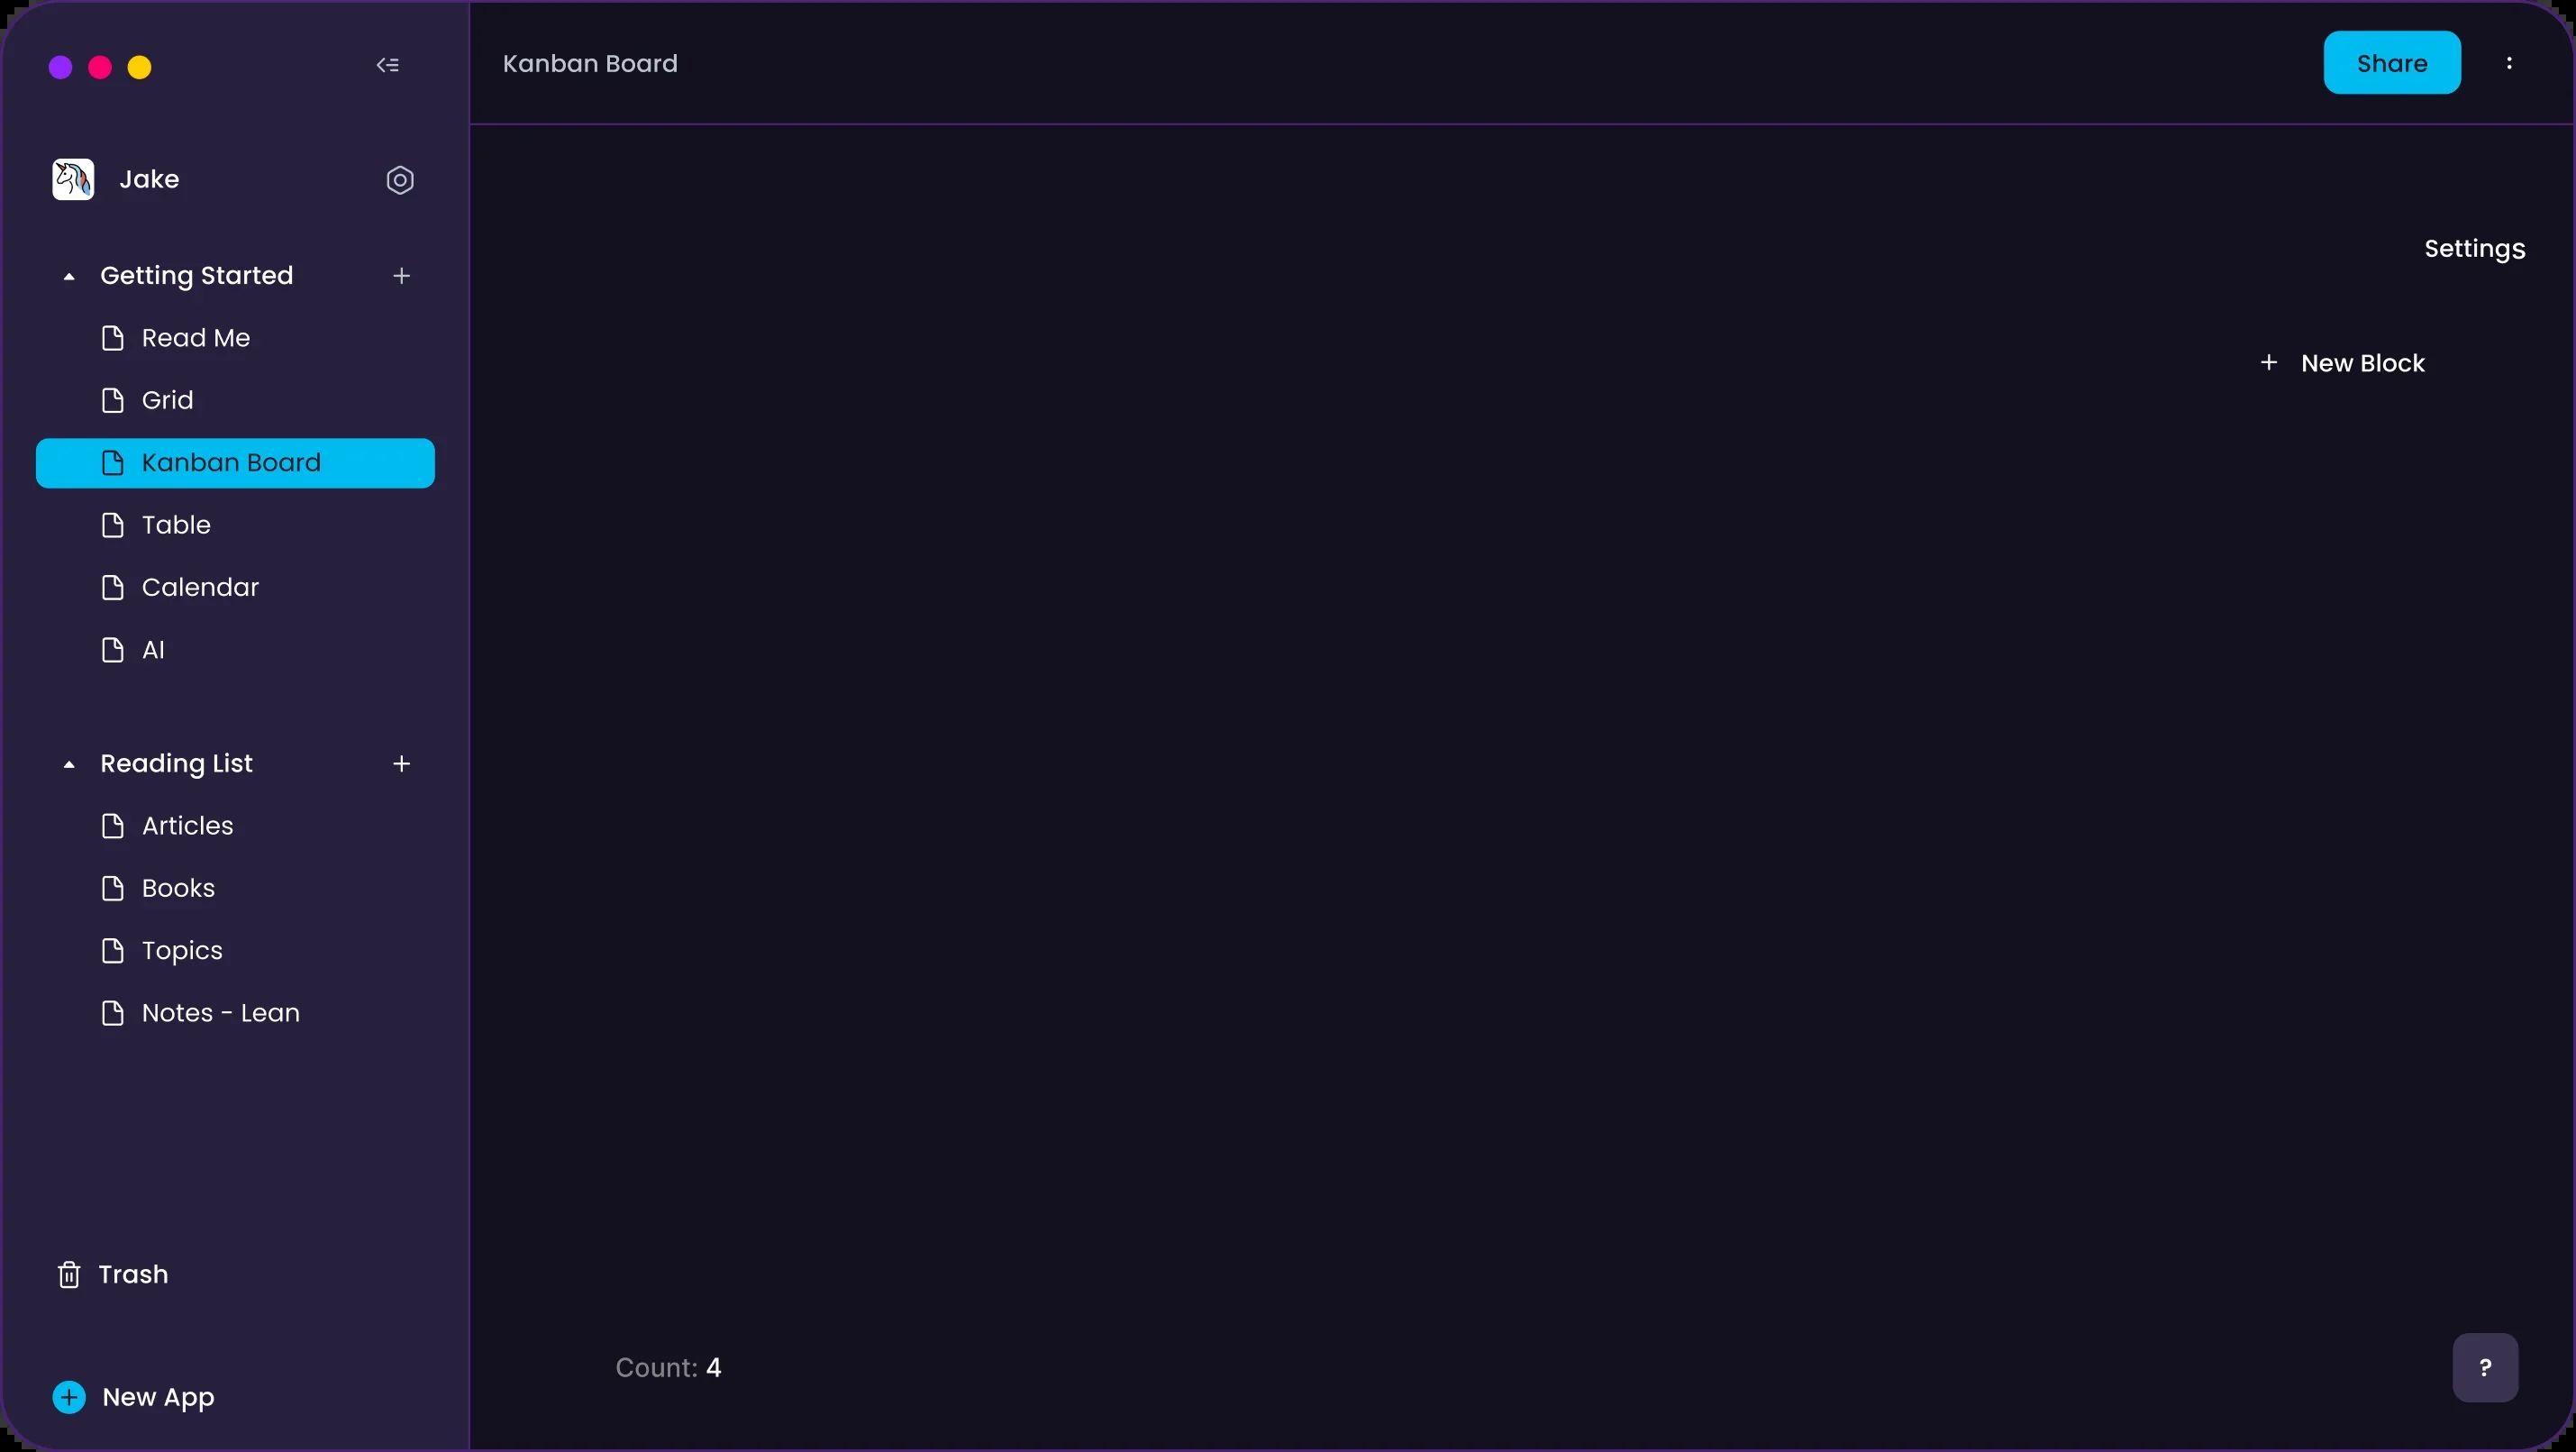 Jake
Getting Started
Read Me
Grid
Kanban Board
Table
Calendar
AI
Reading List
Articles
Books
Topics
Notes - Lean
Trash
New App
Kanban Board
Share
Settings
+ New Block
Count: 4
?